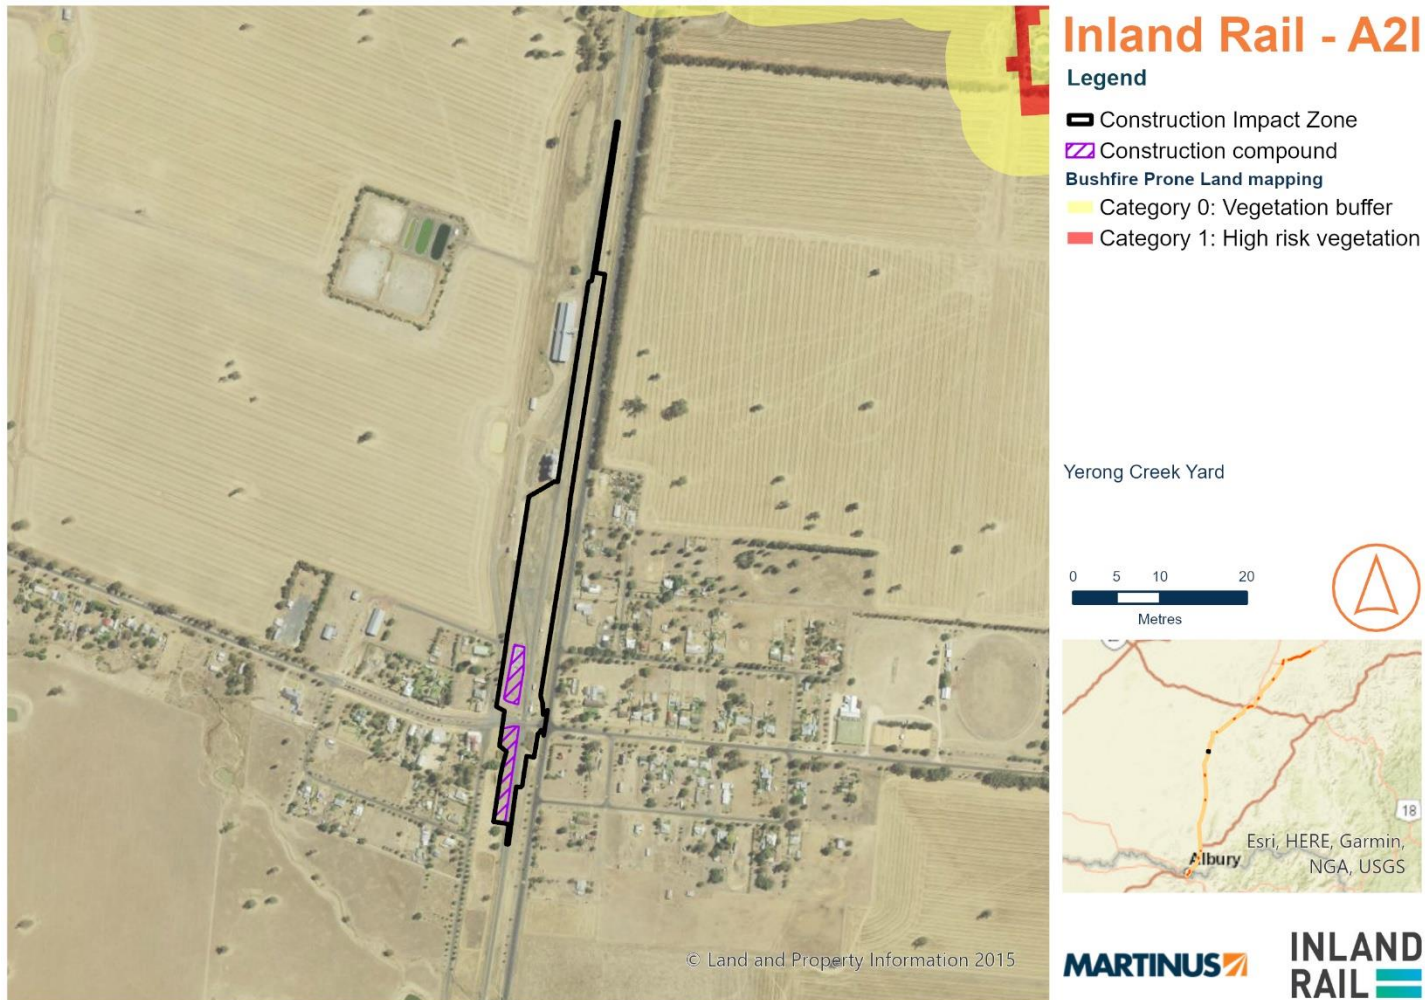 Inland Rail - A2I
Legend
Construction Impact Zone
Construction compound
Bushfire Prone Land mapping
Category 0: Vegetation buffer
Category 1: High risk vegetation
Yerong Creek Yard
0 5 10 20
Metres
18
Albury
Esri, HERE, Garmin,
NGA, USGS
© Land and Property Information 2015
MARTINUS
INLAND
RAIL